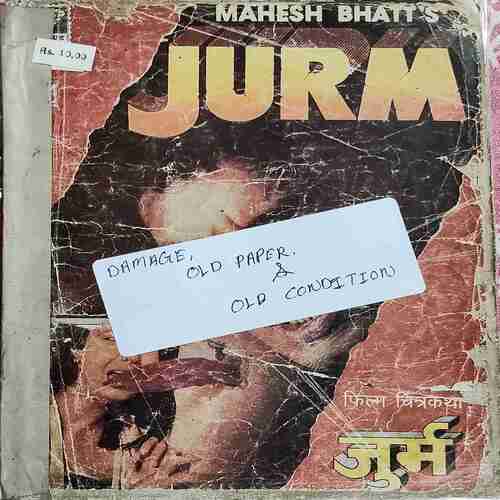 MAHESH BHATT'S
Rs. 10.00
JURM
DAMAGE,
OLD PAPER.
&
OLD CONDITION
फिल्म चित्रकथा
जुर्म